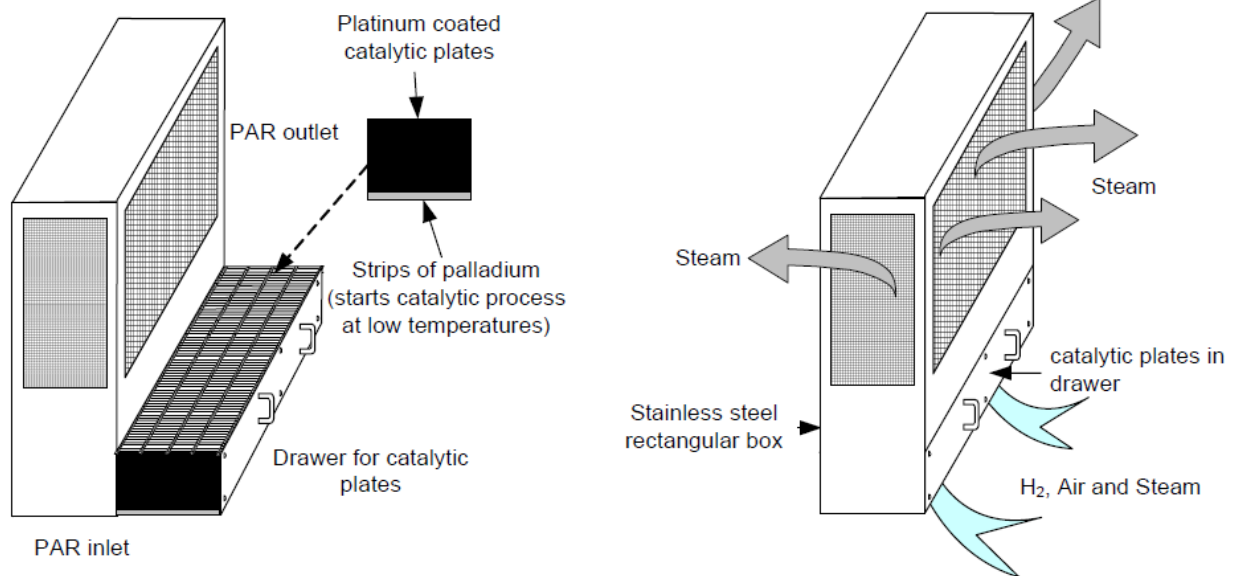 Platinum coated
catalytic plates
PAR outlet
Strips of palladium
(starts catalytic process
at low temperatures)
Drawer for catalytic
plates
PAR inlet
Steam
Steam
catalytic plates in
drawer
Stainless steel
rectangular box
H₂, Air and Steam